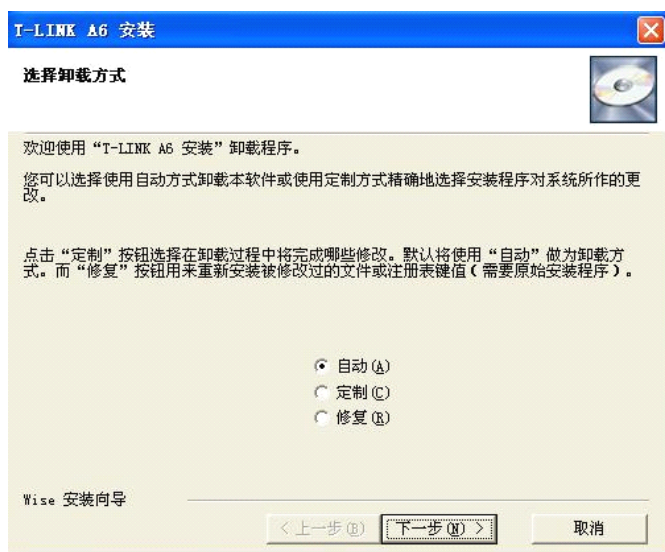 T-LINK A6 安装
选择卸载方式
欢迎使用“T-LINK A6 安装”卸载程序。
您可以选择使用自动方式卸载本软件或使用定制方式精确地选择安装程序对系统所作的更
改。
点击“定制”按钮选择在卸载过程中将完成哪些修改。默认将使用“自动”做为卸载方
式。而“修复”按钮用来重新安装被修改过的文件或注册表键值(需要原始安装程序)。
自动(A)
定制(C)
修复(R)
Wise 安装向导
< 上一步(B)
下一步(N) >
取消